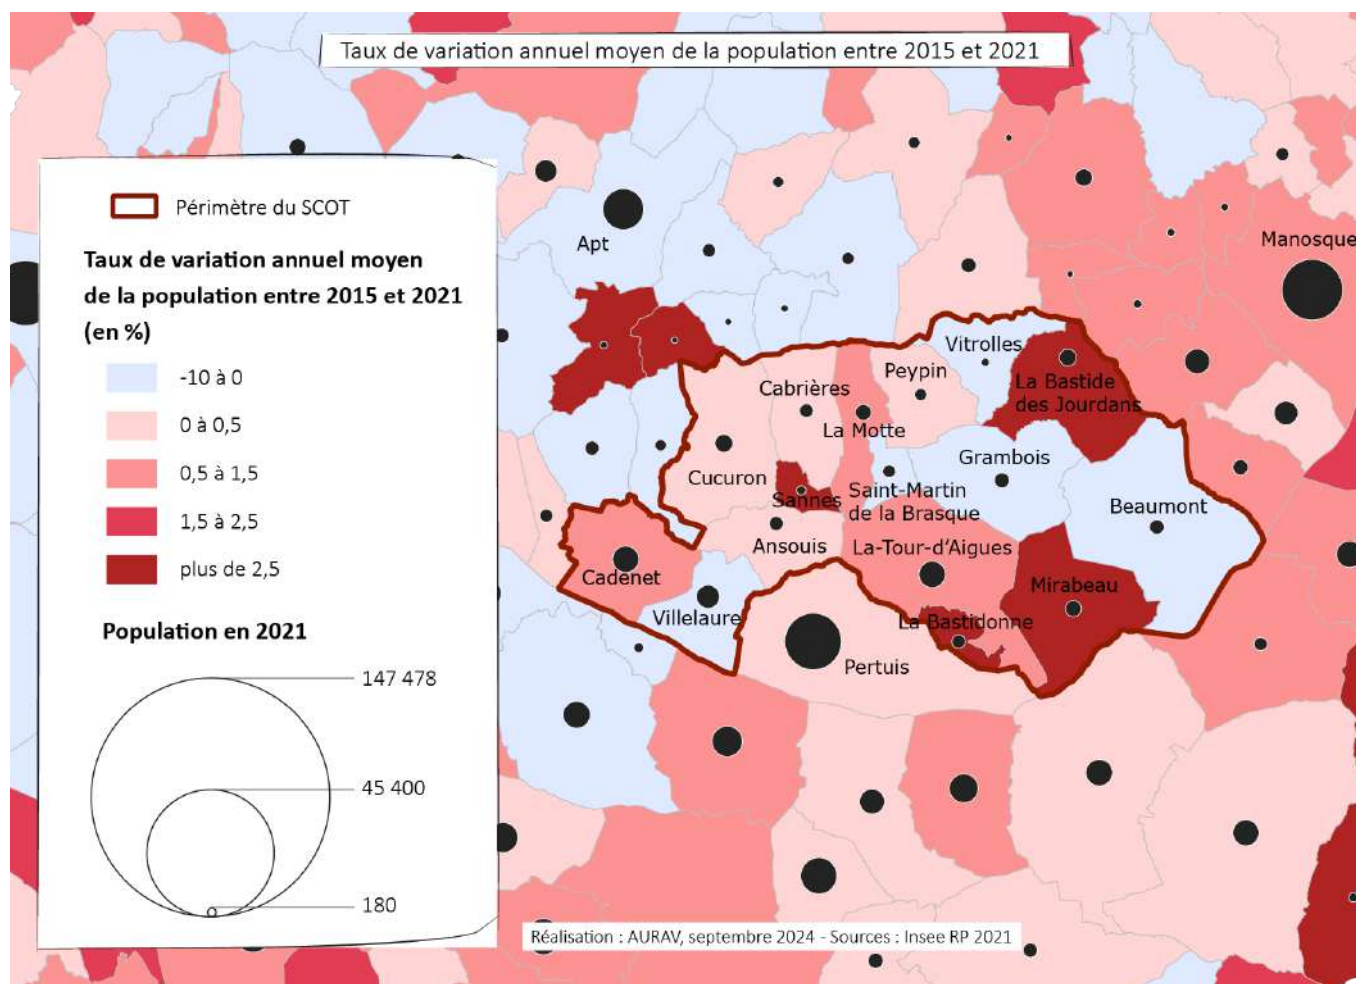 Taux de variation annuel moyen de la population entre 2015 et 2021
Périmètre du SCOT
Taux de variation annuel moyen
de la population entre 2015 et 2021
(en %)
-10 à 0
0 à 0,5
0,5 à 1,5
1,5 à 2,5
plus de 2,5
Population en 2021
147 478
45 400
180
Apt
Manosque
Vitrolles
Peypin
La Bastide
des Jourdans
Cabrières
La Motte
Cucuron
Grambois
Sannes
Saint-Martin
de la Brasque
Beaumont
Ansouis
La-Tour-d'Aigues
Cadenet
Mirabeau
Villelaure
La Bastidonne
Pertuis
Réalisation : AURAV, septembre 2024 - Sources : Insee RP 2021